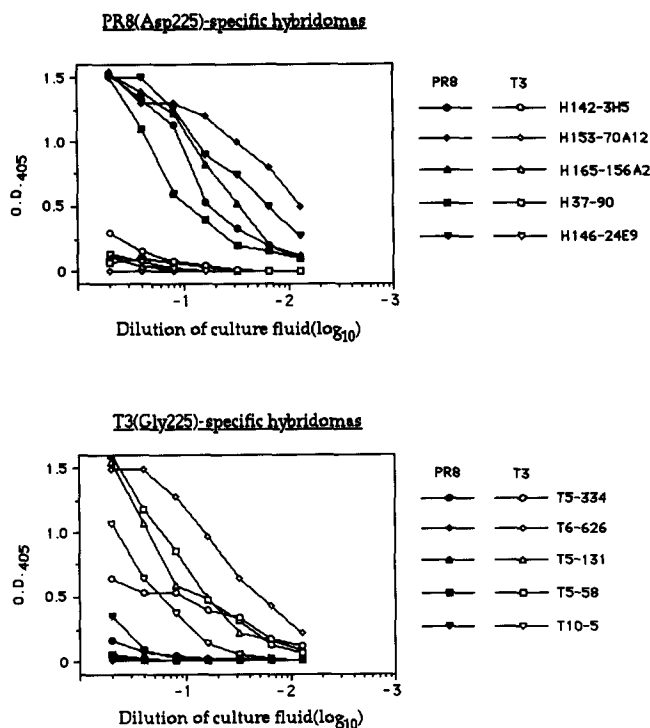 PR8(Asp225)-specific hybridomas
PR8 T3
H142-3H5
H153-70A12
H165-156A2
H37-90
H146-24E9
1.5
1.0
0.5
0
O.D.405
-1 -2 -3
Dilution of culture fluid(log10)
T3(Gly225)-specific hybridomas
PR8 T3
T5-334
T6-626
T5-131
T5-58
T10-5
1.5
1.0
0.5
0
O.D.405
-1 -2 -3
Dilution of culture fluid(log10)